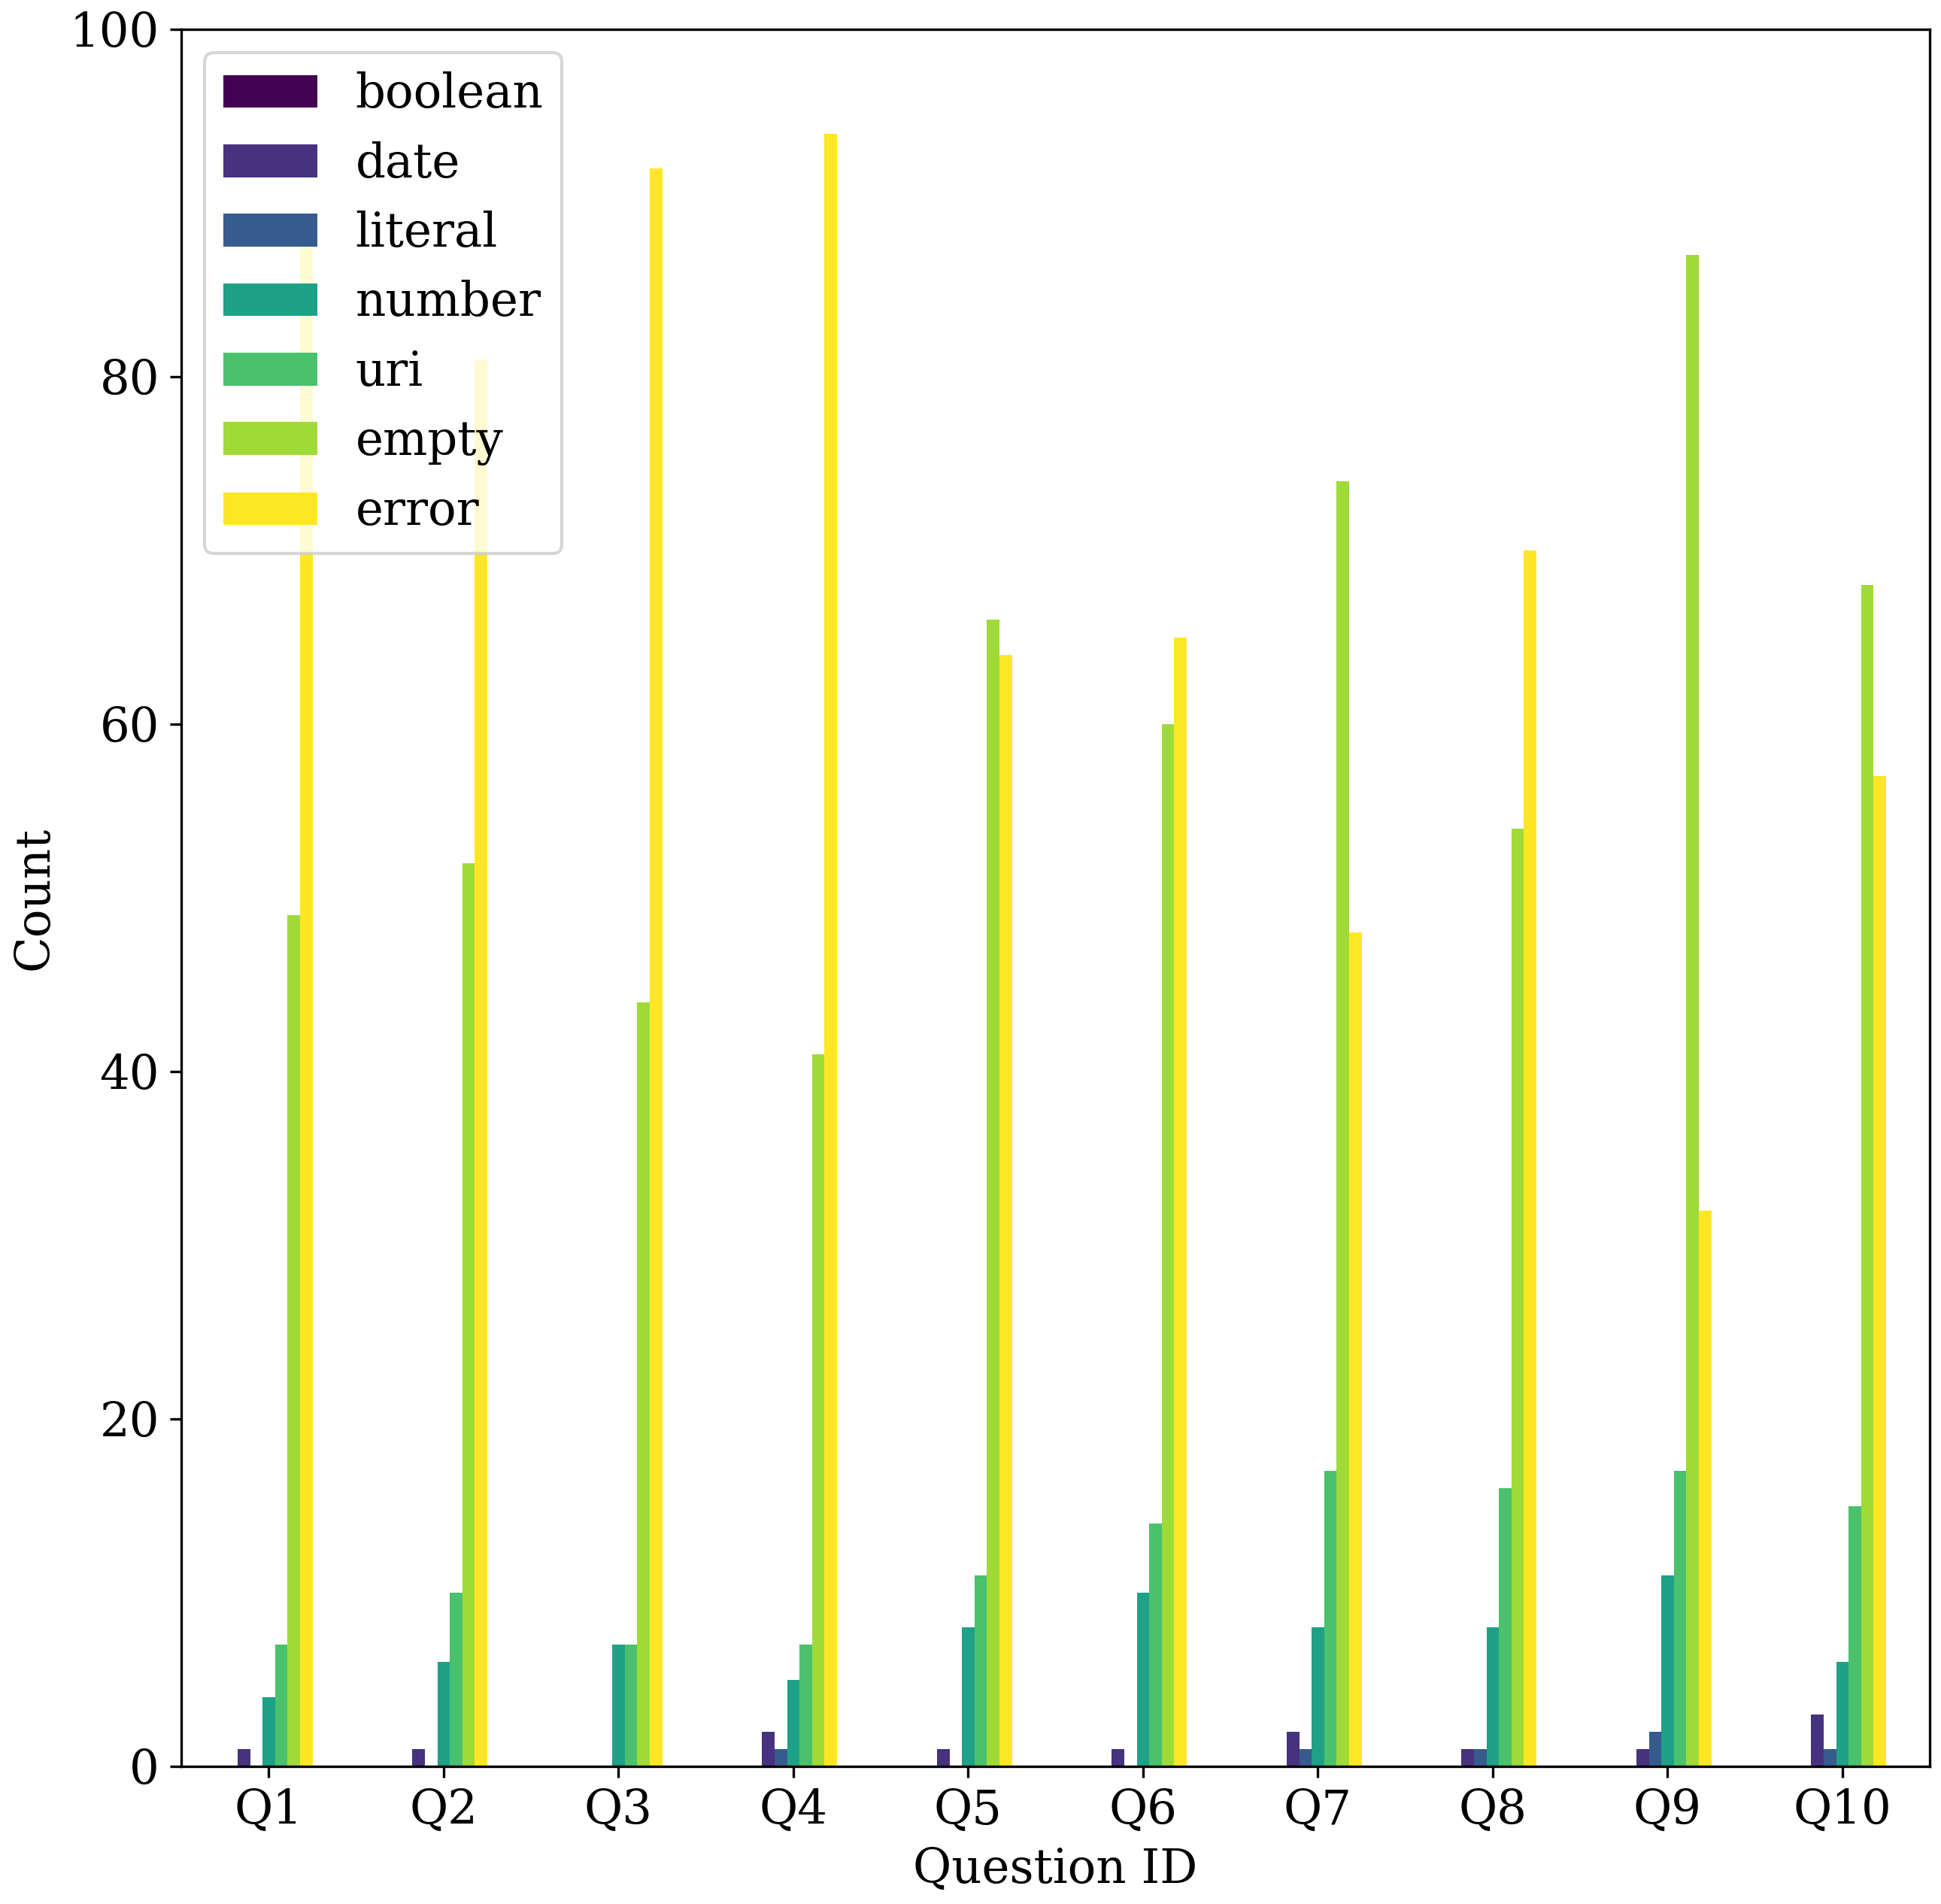 100
80
60
40
20
0
Count
boolean
date
literal
number
uri
empty
error
Q1 Q2 Q3 Q4 Q5 Q6 Q7 Q8 Q9 Q10
Question ID